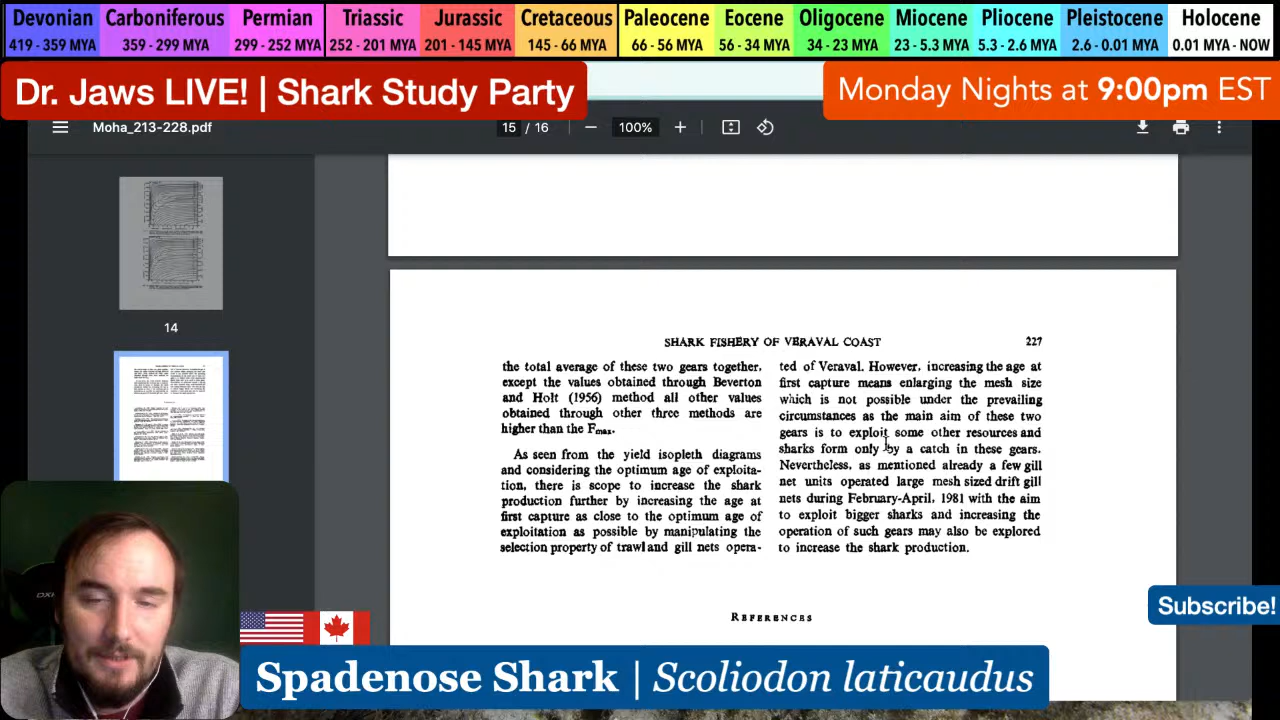 Devonian Carboniferous Permian Triassic Jurassic Cretaceous Paleocene Eocene Oligocene Miocene Pliocene Pleistocene Holocene
419 - 359 MYA 359 - 299 MYA 299 - 252 MYA 252 - 201 MYA 201 - 145 MYA 145 - 66 MYA 66 - 56 MYA 56 - 34 MYA 34 - 23 MYA 23 - 5.3 MYA 5.3 - 2.6 MYA 2.6 - 0.01 MYA 0.01 MYA - NOW
Dr. Jaws LIVE! | Shark Study Party
Monday Nights at 9:00pm EST
Moha_213-228.pdf
15 / 16
100%
14
SHARK FISHERY OF VERAVAL COAST 227
the total average of these two gears together,
except the values obtained through Beverton
and Holt (1956) method all other values
obtained through other three methods are
higher than the Fmax.
As seen from the yield isopleth diagrams
and considering the optimum age of exploita-
tion, there is scope to increase the shark
production further by increasing the age at
first capture as close to the optimum age of
exploitation as possible by manipulating the
selection property of trawl and gill nets opera-
ted of Veraval. However, increasing the age at
first capture means enlarging the mesh size
which is not possible under the prevailing
circumstances as the main aim of these two
gears is to exploit some other resources and
sharks form only by a catch in these gears.
Nevertheless, as mentioned already a few gill
net units operated large mesh sized drift gill
nets during February-April, 1981 with the aim
to exploit bigger sharks and increasing the
operation of such gears may also be explored
to increase the shark production.
REFERENCES
Subscribe!
Spadenose Shark | Scoliodon laticaudus